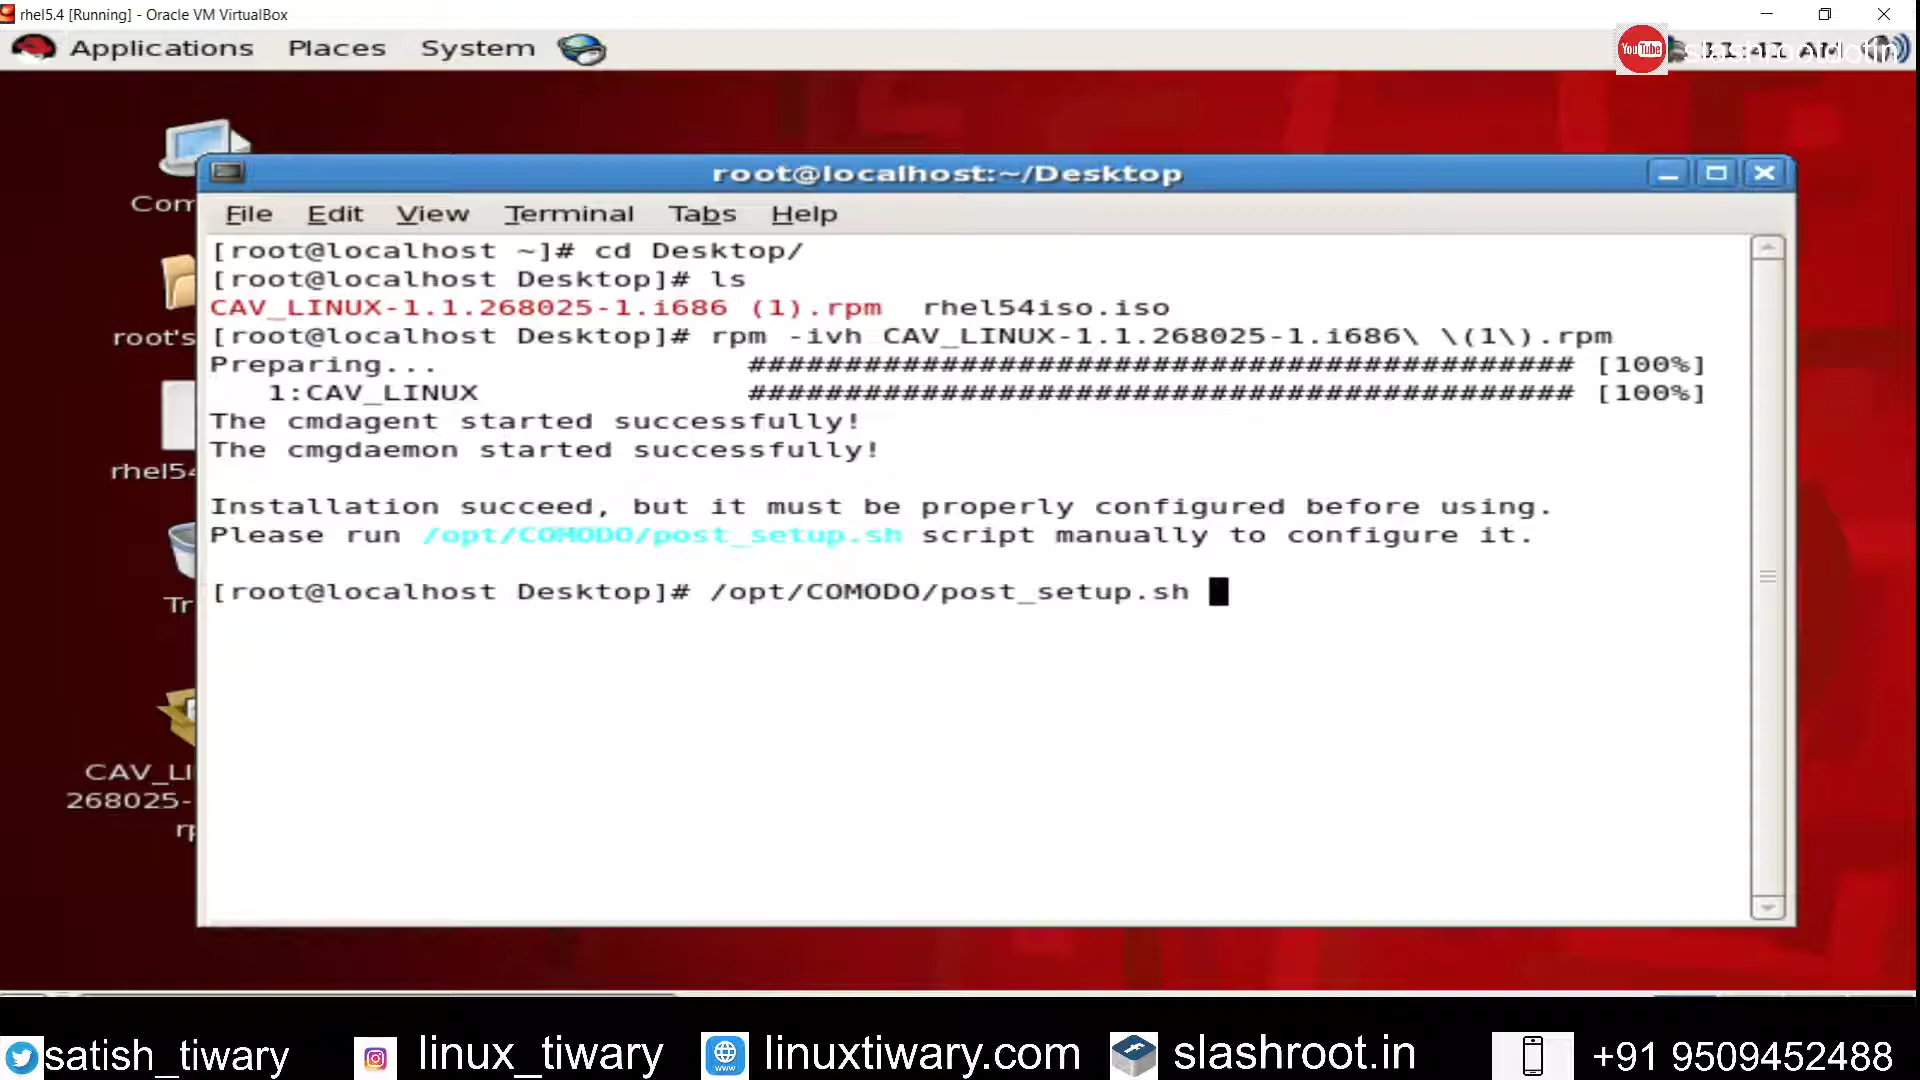 rhel5.4 [Running] - Oracle VM VirtualBox
Applications Places System
YouTube slashrootdotin
root@localhost:~/Desktop
File Edit View Terminal Tabs Help
[root@localhost ~]# cd Desktop/
[root@localhost Desktop]# ls
CAV_LINUX-1.1.268025-1.i686 (1).rpm rhel54iso.iso
[root@localhost Desktop]# rpm -ivh CAV_LINUX-1.1.268025-1.i686\ \(1\).rpm
Preparing... ########################################### [100%]
1:CAV_LINUX ########################################### [100%]
The cmdagent started successfully!
The cmgdaemon started successfully!
Installation succeed, but it must be properly configured before using.
Please run /opt/COMODO/post_setup.sh script manually to configure it.
[root@localhost Desktop]# /opt/COMODO/post_setup.sh
Com
root's
rhel54
Tr
CAV_LI
268025-
rp
satish_tiwary linux_tiwary www linuxtiwary.com slashroot.in +91 9509452488